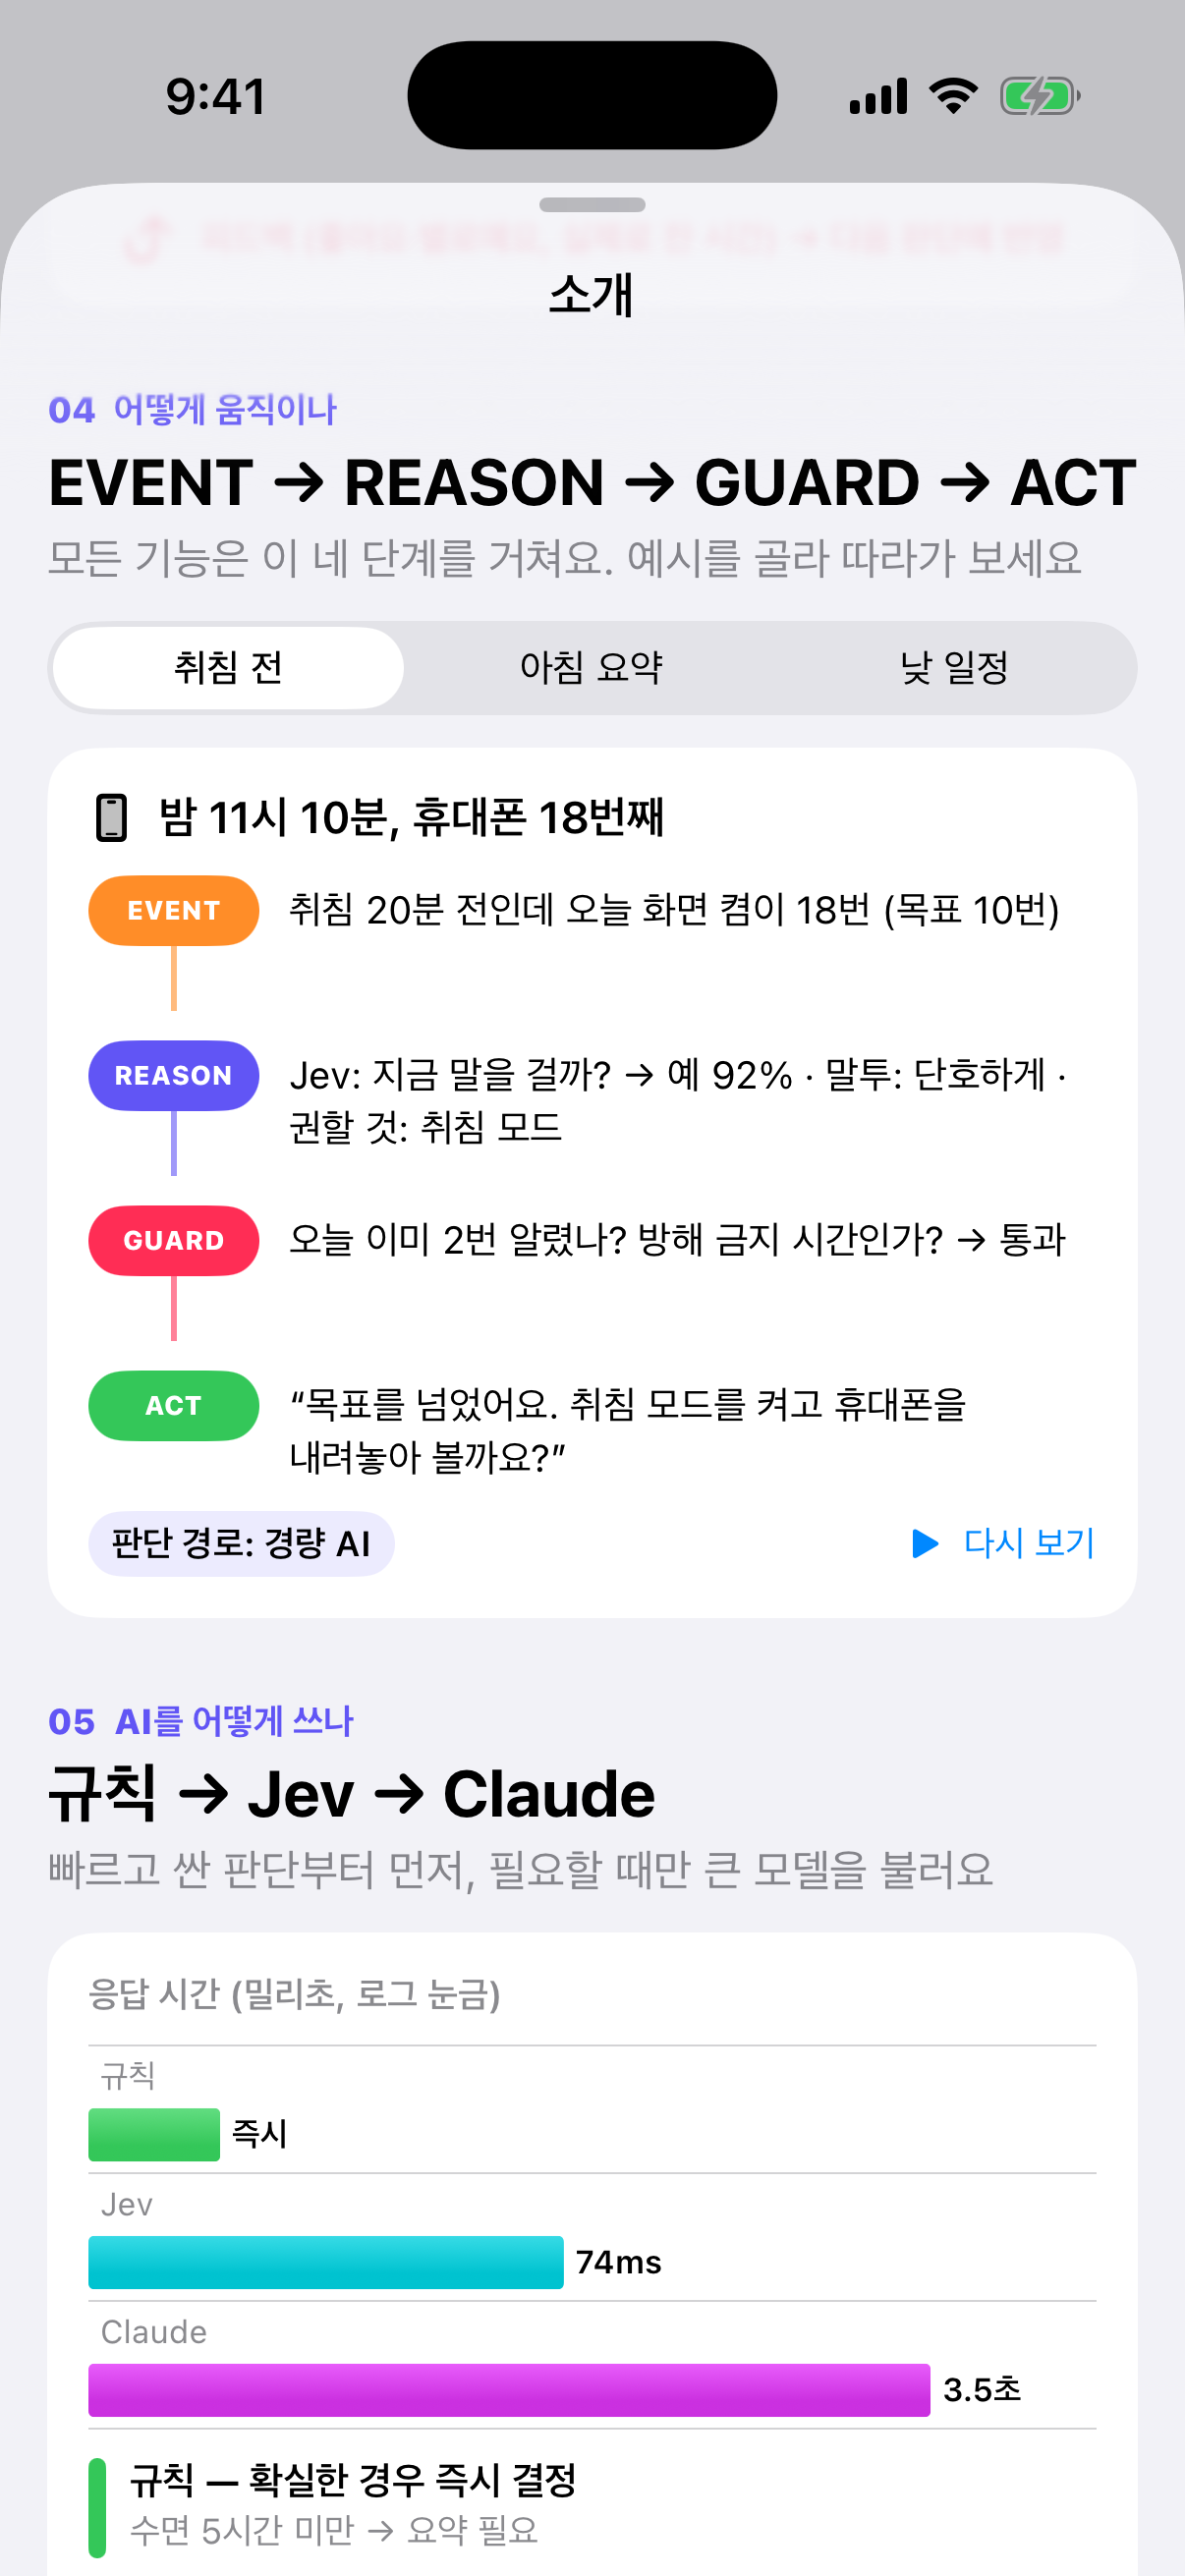 9:41
소개
04 어떻게 움직이나
EVENT → REASON → GUARD → ACT
모든 기능은 이 네 단계를 거쳐요. 예시를 골라 따라가 보세요
취침 전
아침 요약
낮 일정
밤 11시 10분, 휴대폰 18번째
EVENT
취침 20분 전인데 오늘 화면 켬이 18번 (목표 10번)
REASON
Jev: 지금 말을 걸까? → 예 92% · 말투: 단호하게 ·
권할 것: 취침 모드
GUARD
오늘 이미 2번 알렸나? 방해 금지 시간인가? → 통과
ACT
“목표를 넘었어요. 취침 모드를 켜고 휴대폰을
내려놓아 볼까요?”
판단 경로: 경량 AI
다시 보기
05 AI를 어떻게 쓰나
규칙 → Jev → Claude
빠르고 싼 판단부터 먼저, 필요할 때만 큰 모델을 불러요
응답 시간 (밀리초, 로그 눈금)
규칙
즉시
Jev
74ms
Claude
3.5초
규칙 — 확실한 경우 즉시 결정
수면 5시간 미만 → 요약 필요